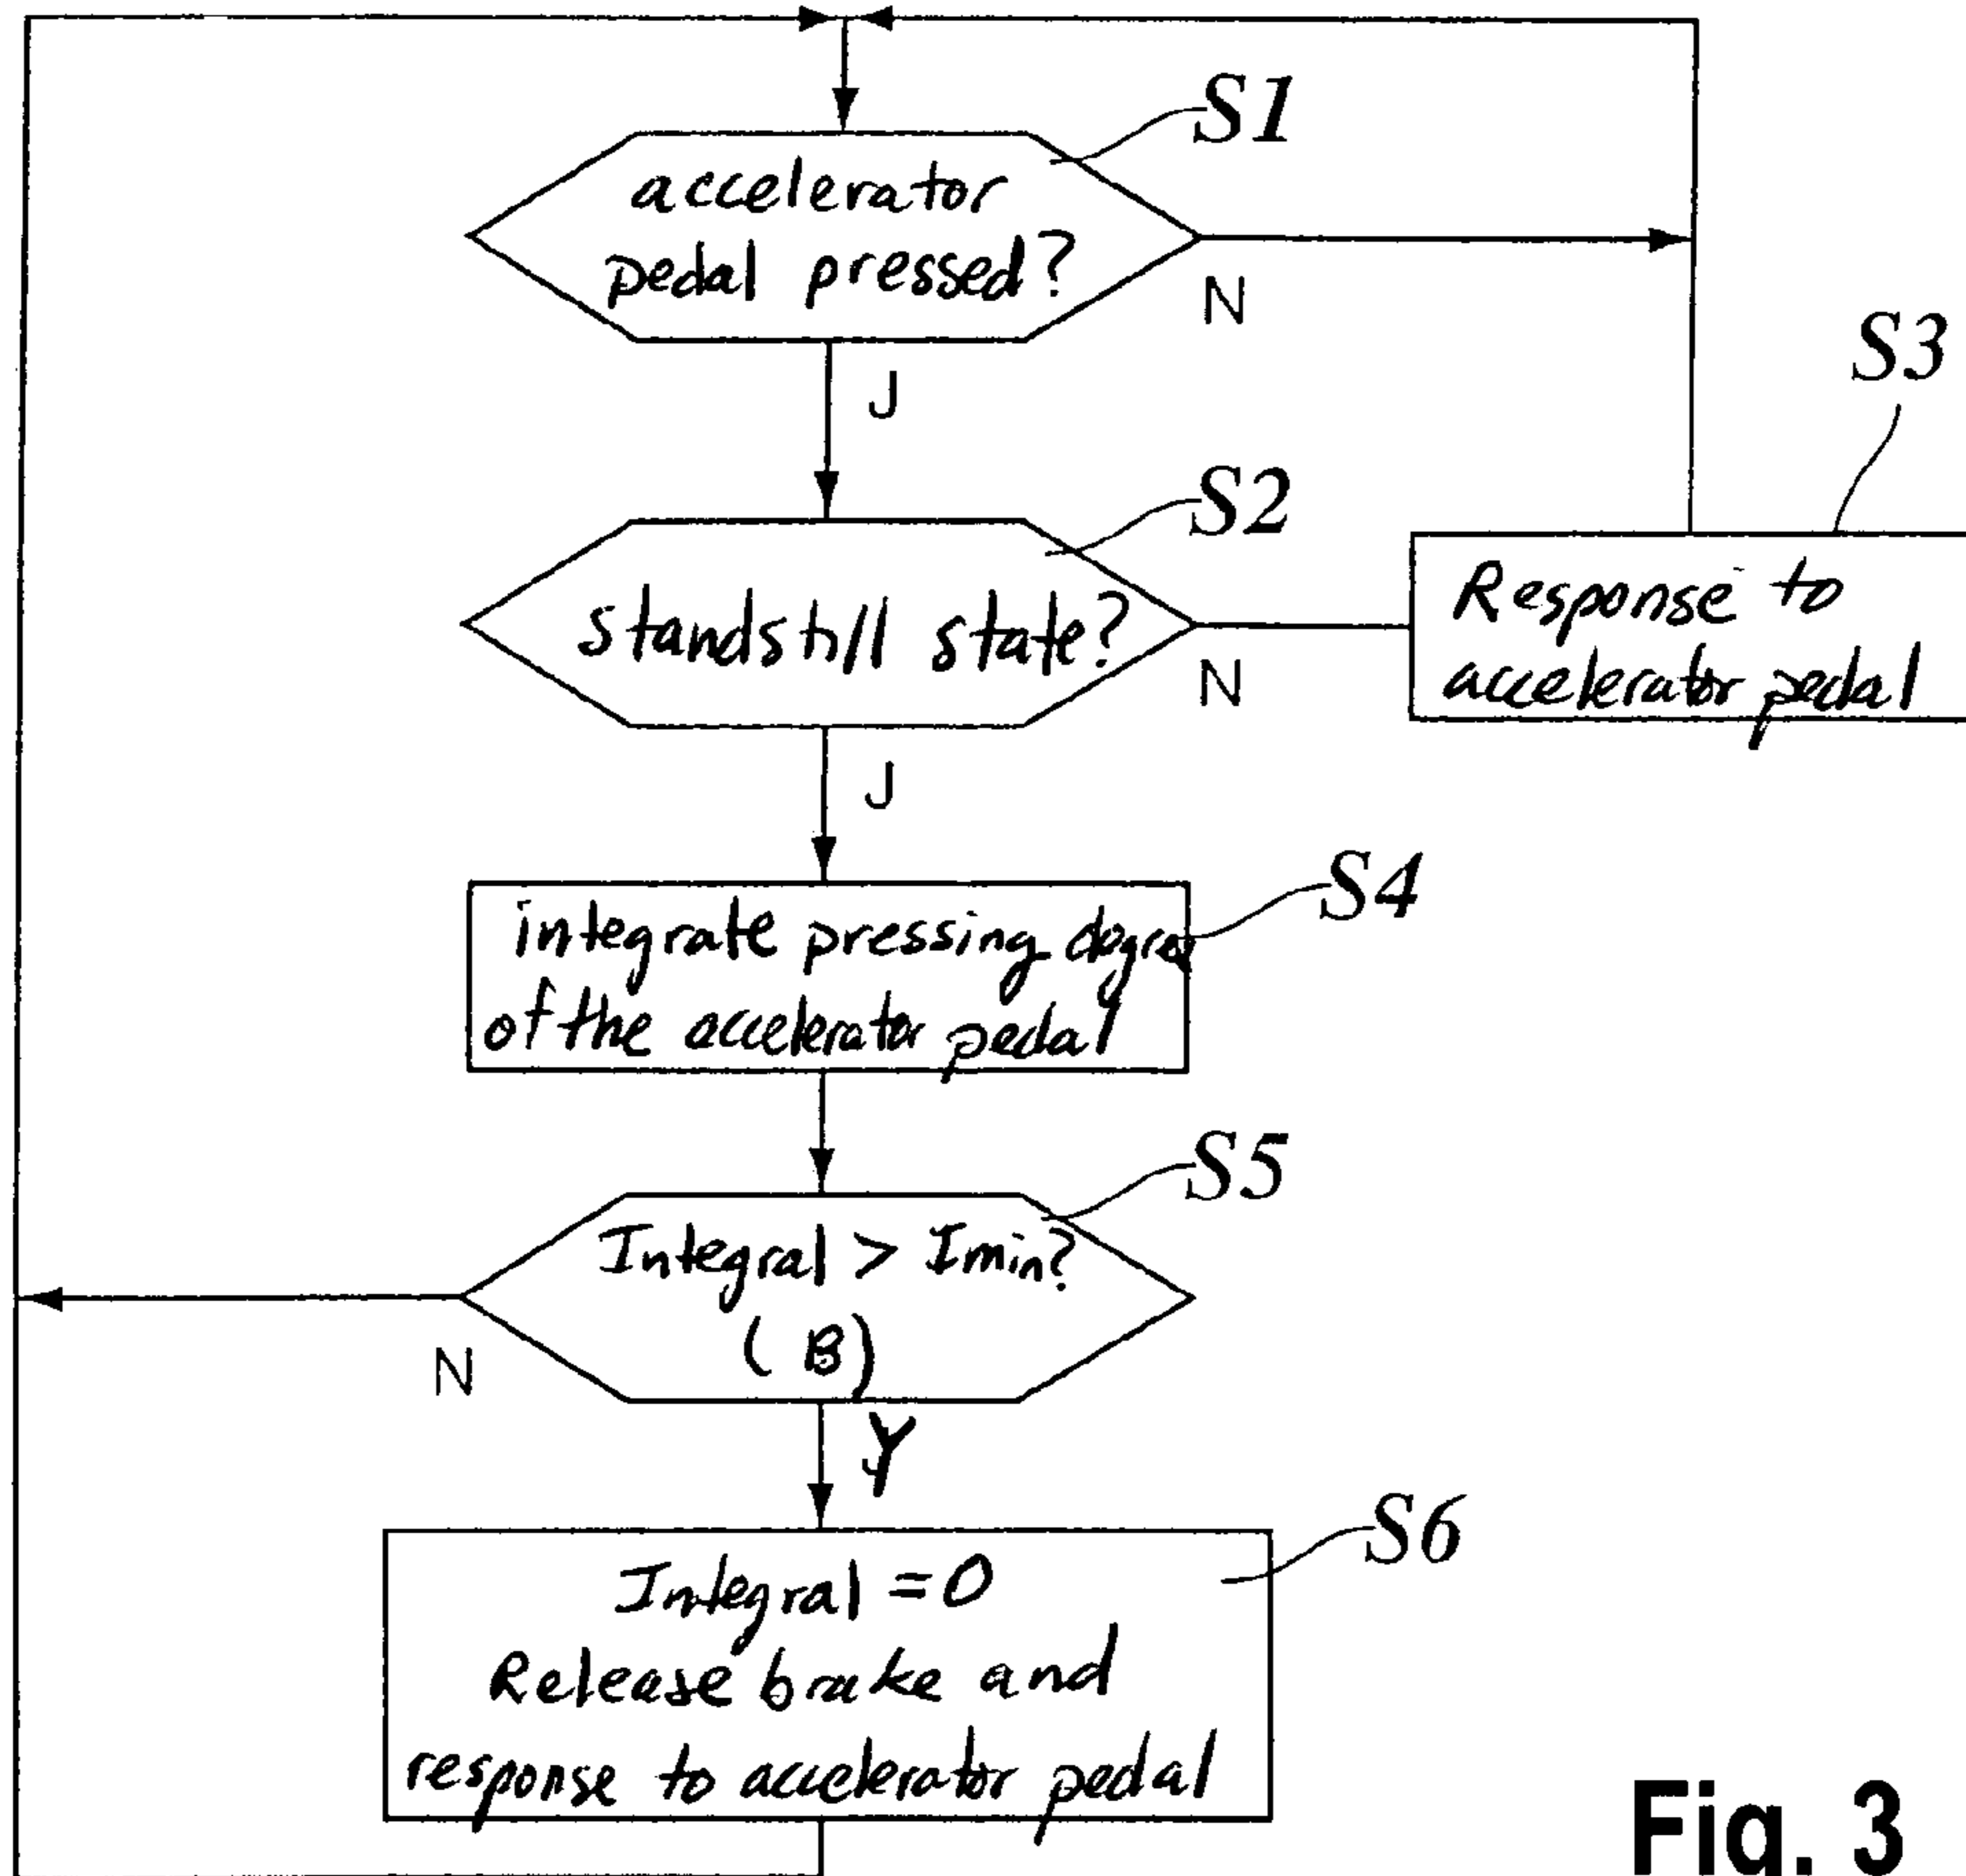 S1
accelerator
pedal pressed?
N
J
S3
S2
standstill state?
N
Response to
accelerator pedal
J
S4
integrate pressing degree
of the accelerator pedal
S5
Integral > Imin?
(B)
N
Y
S6
Integral = 0
Release brake and
response to accelerator pedal
Fig. 3